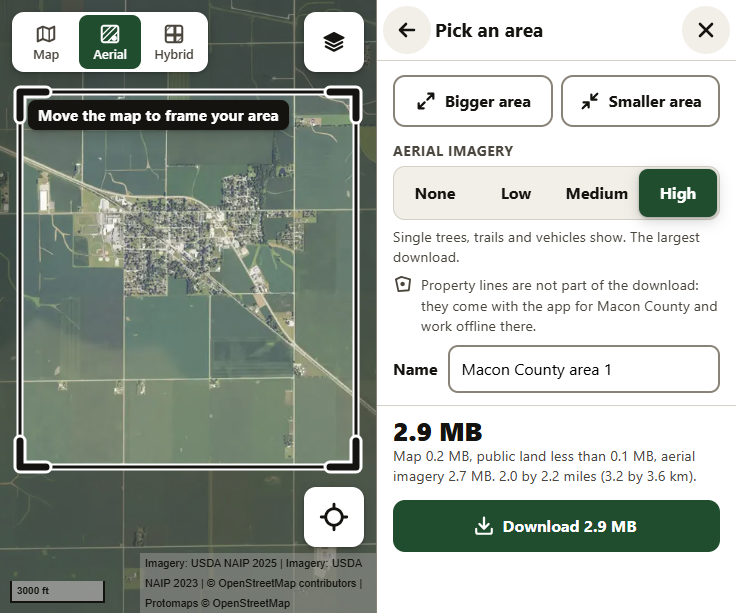 Map
Aerial
Hybrid
Move the map to frame your area
3000 ft
Imagery: USDA NAIP 2025 | Imagery: USDA
NAIP 2023 | © OpenStreetMap contributors |
Protomaps © OpenStreetMap
Pick an area
Bigger area
Smaller area
AERIAL IMAGERY
None
Low
Medium
High
Single trees, trails and vehicles show. The largest
download.
Property lines are not part of the download:
they come with the app for Macon County and
work offline there.
Name
Macon County area 1
2.9 MB
Map 0.2 MB, public land less than 0.1 MB, aerial
imagery 2.7 MB. 2.0 by 2.2 miles (3.2 by 3.6 km).
Download 2.9 MB